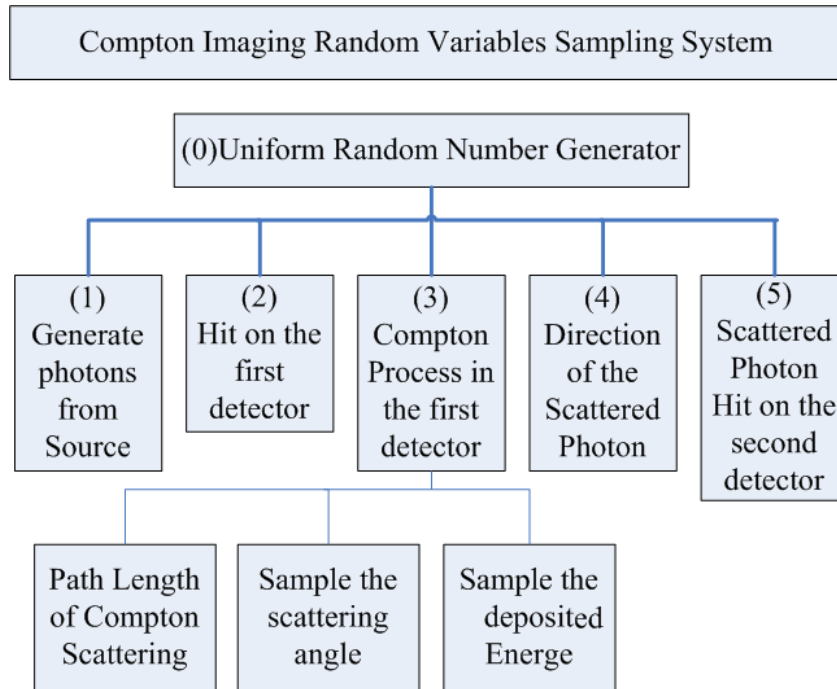 Compton Imaging Random Variables Sampling System
(0)Uniform Random Number Generator
(1)
Generate
photons
from
Source
(2)
Hit on the
first
detector
(3)
Compton
Process in
the first
detector
(4)
Direction
of the
Scattered
Photon
(5)
Scattered
Photon
Hit on the
second
detector
Path Length
of Compton
Scattering
Sample the
scattering
angle
Sample the
deposited
Energe